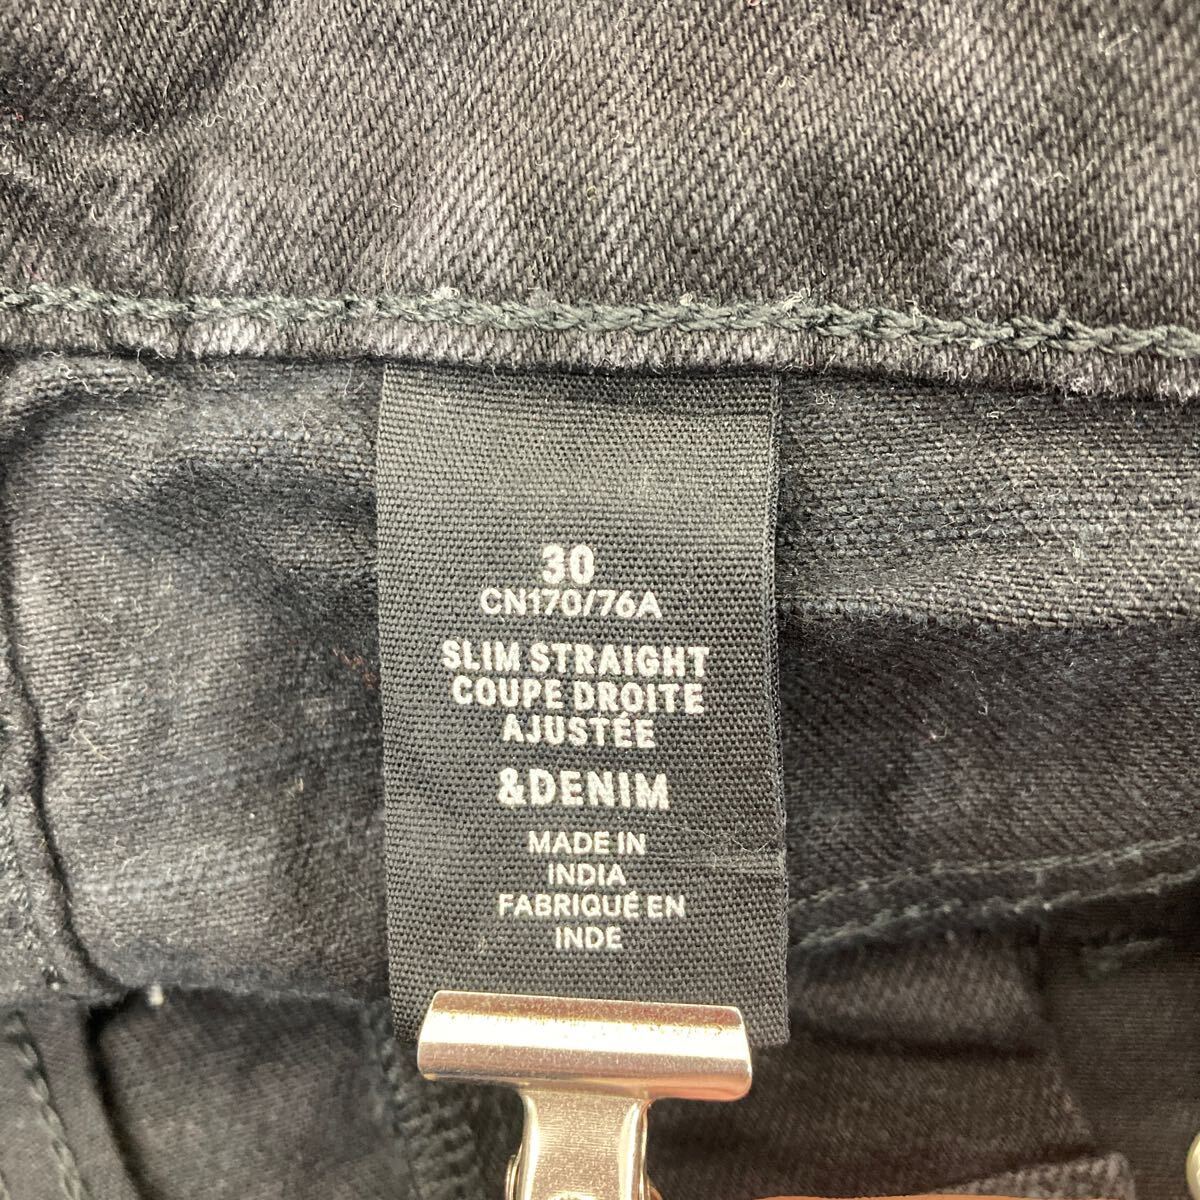 30
CN170/76A
SLIM STRAIGHT
COUPE DROITE
AJUSTÉE
&DENIM
MADE IN
INDIA
FABRIQUÉ EN
INDE